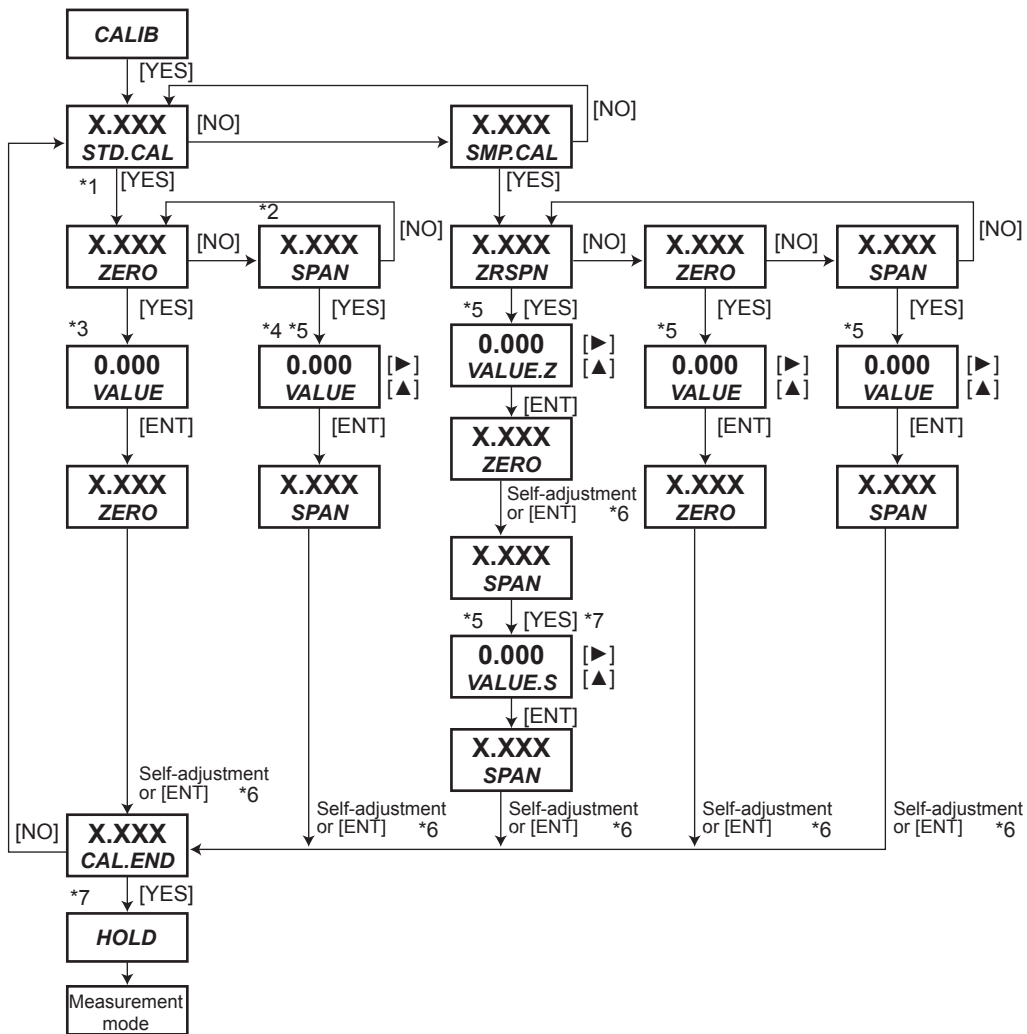 CALIB
[YES]
X.XXX
STD.CAL
[NO]
X.XXX
SMP.CAL
[NO]
*1 [YES]
[YES]
*2
X.XXX
ZERO
[NO]
X.XXX
SPAN
[NO]
X.XXX
ZRSPN
[NO]
X.XXX
ZERO
[NO]
X.XXX
SPAN
[NO]
[YES]
[YES]
[YES]
[YES]
[YES]
*3
*4 *5
*5
*5
*5
0.000
VALUE
0.000
VALUE
[►]
[▲]
0.000
VALUE.Z
[►]
[▲]
0.000
VALUE
[►]
[▲]
0.000
VALUE
[►]
[▲]
[ENT]
[ENT]
[ENT]
[ENT]
[ENT]
X.XXX
ZERO
X.XXX
SPAN
X.XXX
ZERO
X.XXX
ZERO
X.XXX
SPAN
Self-adjustment
or [ENT] *6
X.XXX
SPAN
*5 [YES] *7
0.000
VALUE.S
[►]
[▲]
[ENT]
X.XXX
SPAN
Self-adjustment
or [ENT] *6
Self-adjustment
or [ENT] *6
Self-adjustment
or [ENT] *6
Self-adjustment
or [ENT] *6
Self-adjustment
or [ENT] *6
[NO]
X.XXX
CAL.END
*7 [YES]
HOLD
Measurement
mode